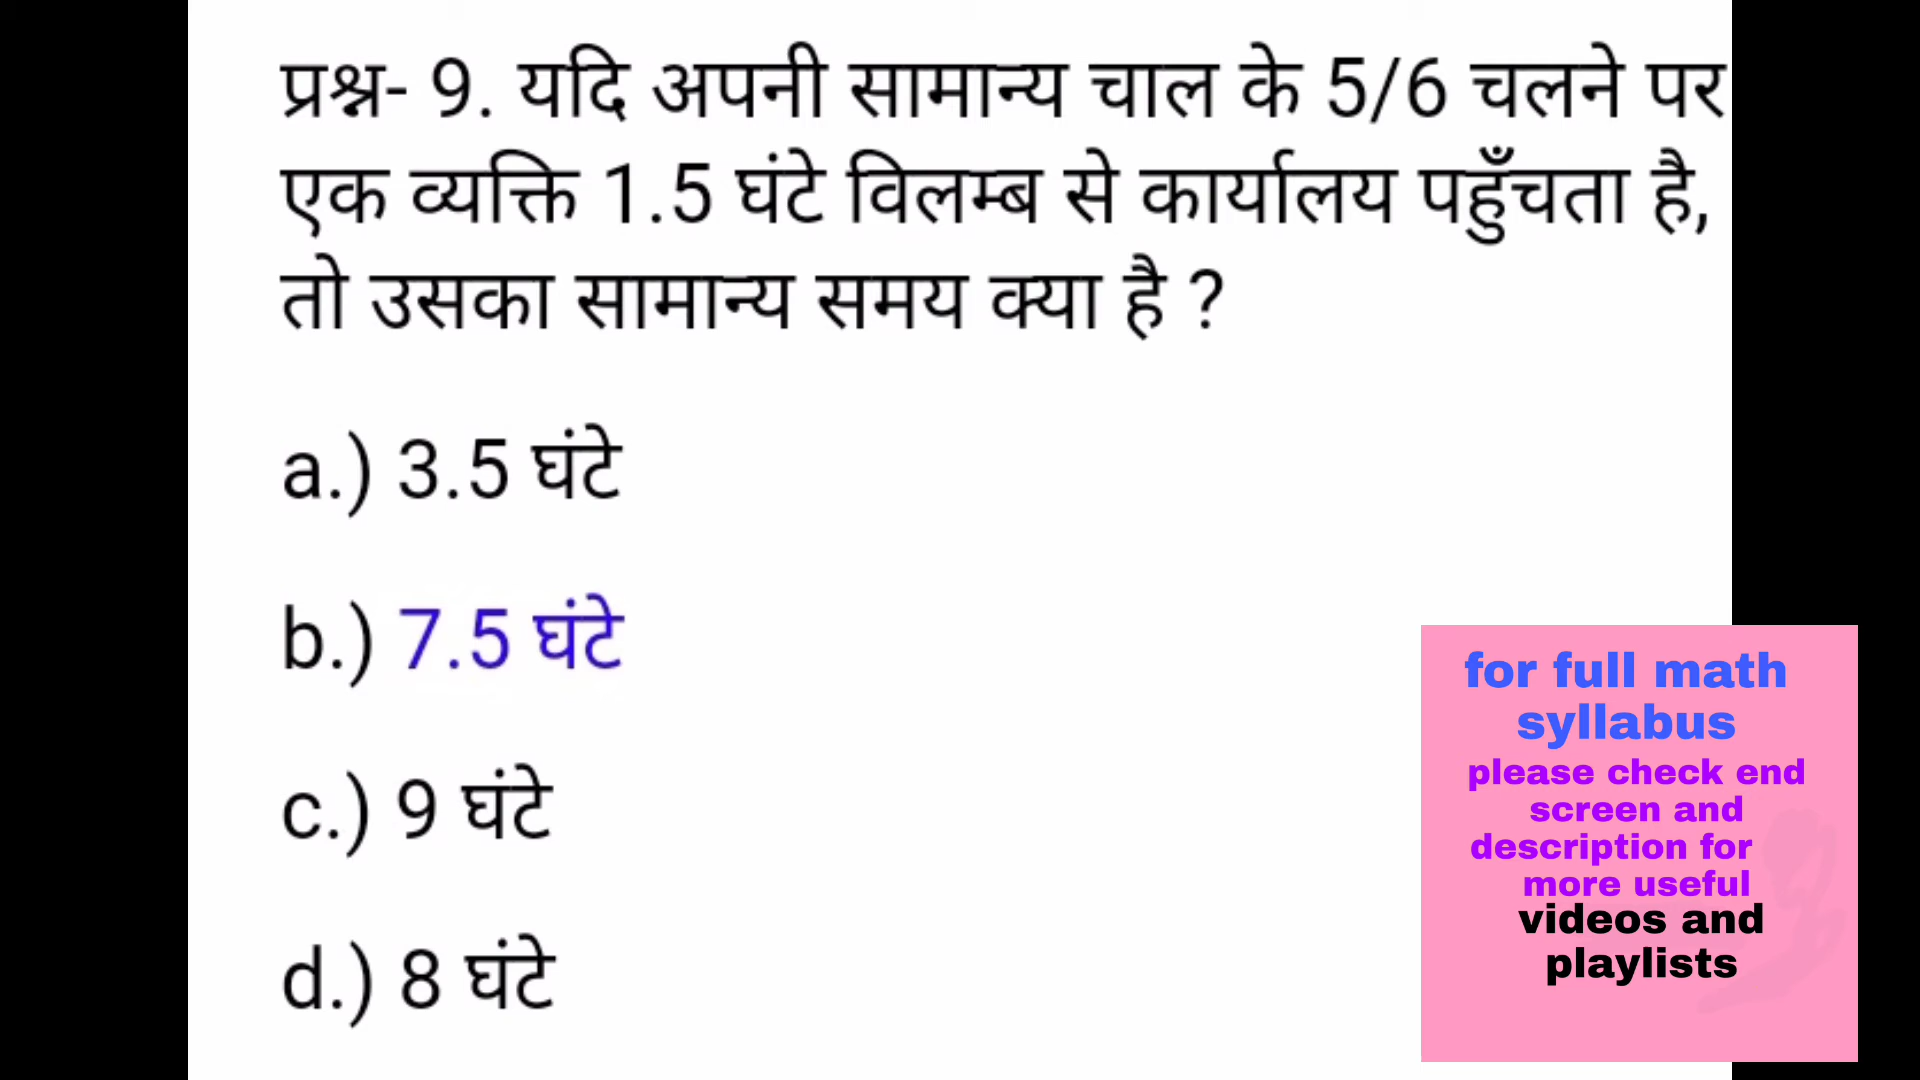 प्रश्न- 9. यदि अपनी सामान्य चाल के 5/6 चलने पर
एक व्यक्ति 1.5 घंटे विलम्ब से कार्यालय पहुँचता है,
तो उसका सामान्य समय क्या है ?
a.) 3.5 घंटे
b.) 7.5 घंटे
c.) 9 घंटे
d.) 8 घंटे
for full math
syllabus
please check end
screen and
description for
more useful
videos and
playlists